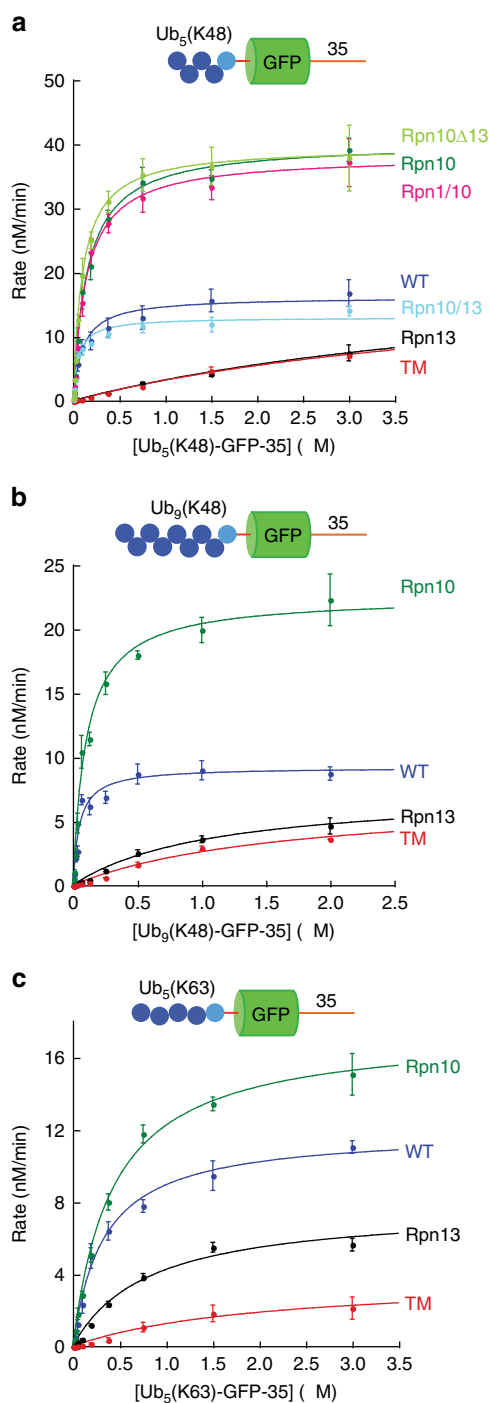 a
Ub5(K48)
GFP
35
50
40
30
20
10
0
Rate (nM/min)
Rpn10Δ13
Rpn10
Rpn1/10
WT
Rpn10/13
Rpn13
TM
0 0.5 1.0 1.5 2.0 2.5 3.0 3.5
[Ub5(K48)-GFP-35] ( M)
b
Ub9(K48)
GFP
35
25
20
15
10
5
0
Rate (nM/min)
Rpn10
WT
Rpn13
TM
0 0.5 1.0 1.5 2.0 2.5
[Ub9(K48)-GFP-35] ( M)
c
Ub5(K63)
GFP
35
16
12
8
4
0
Rate (nM/min)
Rpn10
WT
Rpn13
TM
0 0.5 1.0 1.5 2.0 2.5 3.0 3.5
[Ub5(K63)-GFP-35] ( M)